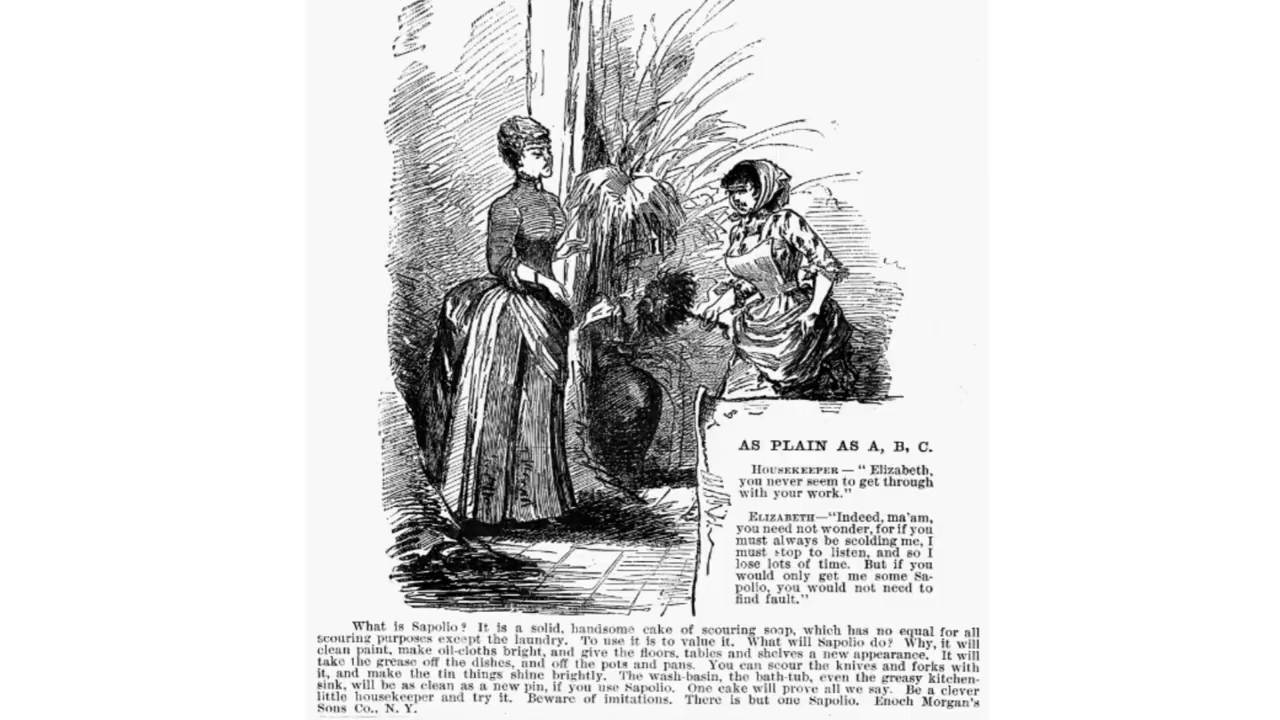 AS PLAIN AS A, B, C.
HOUSEKEEPER — "Elizabeth,
you never seem to get through
with your work."
ELIZABETH—"Indeed, ma'am,
you need not wonder, for if you
must always be scolding me, I
must stop to listen, and so I
lose lots of time. But if you
would only get me some Sa-
polio, you would not need to
find fault."
What is Sapolio? It is a solid, handsome cake of scouring soap, which has no equal for all
scouring purposes except the laundry. To use it is to value it. What will Sapolio do? Why, it will
clean paint, make oil-cloths bright, and give the floors, tables and shelves a new appearance. It will
take the grease off the dishes, and off the pots and pans. You can scour the knives and forks with
it, and make the tin things shine brightly. The wash-basin, the bath-tub, even the greasy kitchen-
sink, will be as clean as a new pin, if you use Sapolio. One cake will prove all we say. Be a clever
little housekeeper and try it. Beware of imitations. There is but one Sapolio. Enoch Morgan's
Sons Co., N. Y.